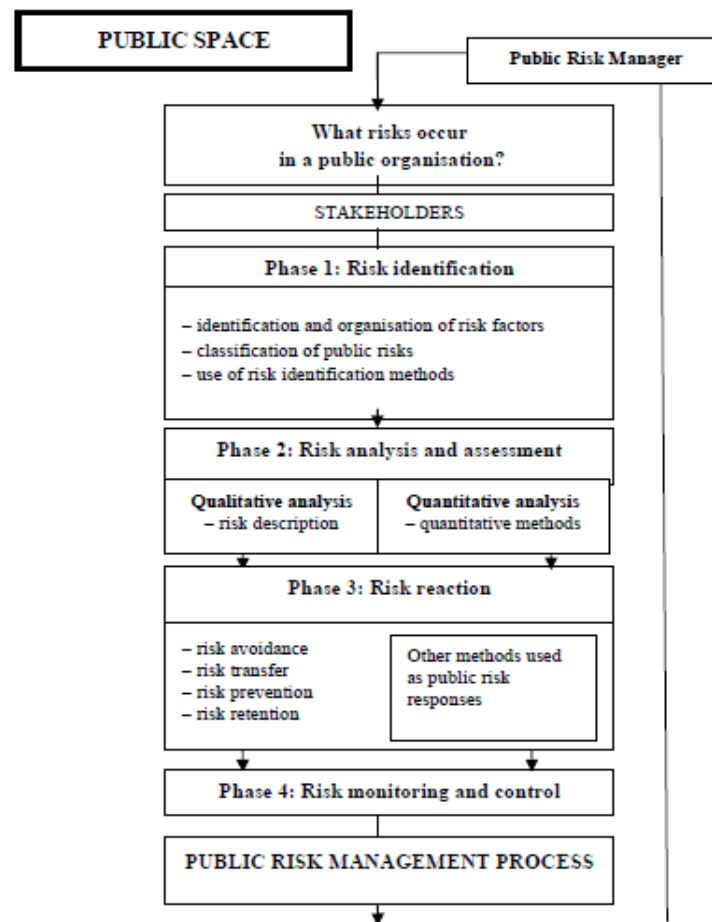 PUBLIC SPACE
Public Risk Manager
What risks occur
in a public organisation?
STAKEHOLDERS
Phase 1: Risk identification
– identification and organisation of risk factors
– classification of public risks
– use of risk identification methods
Phase 2: Risk analysis and assessment
Qualitative analysis
– risk description
Quantitative analysis
– quantitative methods
Phase 3: Risk reaction
– risk avoidance
– risk transfer
– risk prevention
– risk retention
Other methods used
as public risk
responses
Phase 4: Risk monitoring and control
PUBLIC RISK MANAGEMENT PROCESS